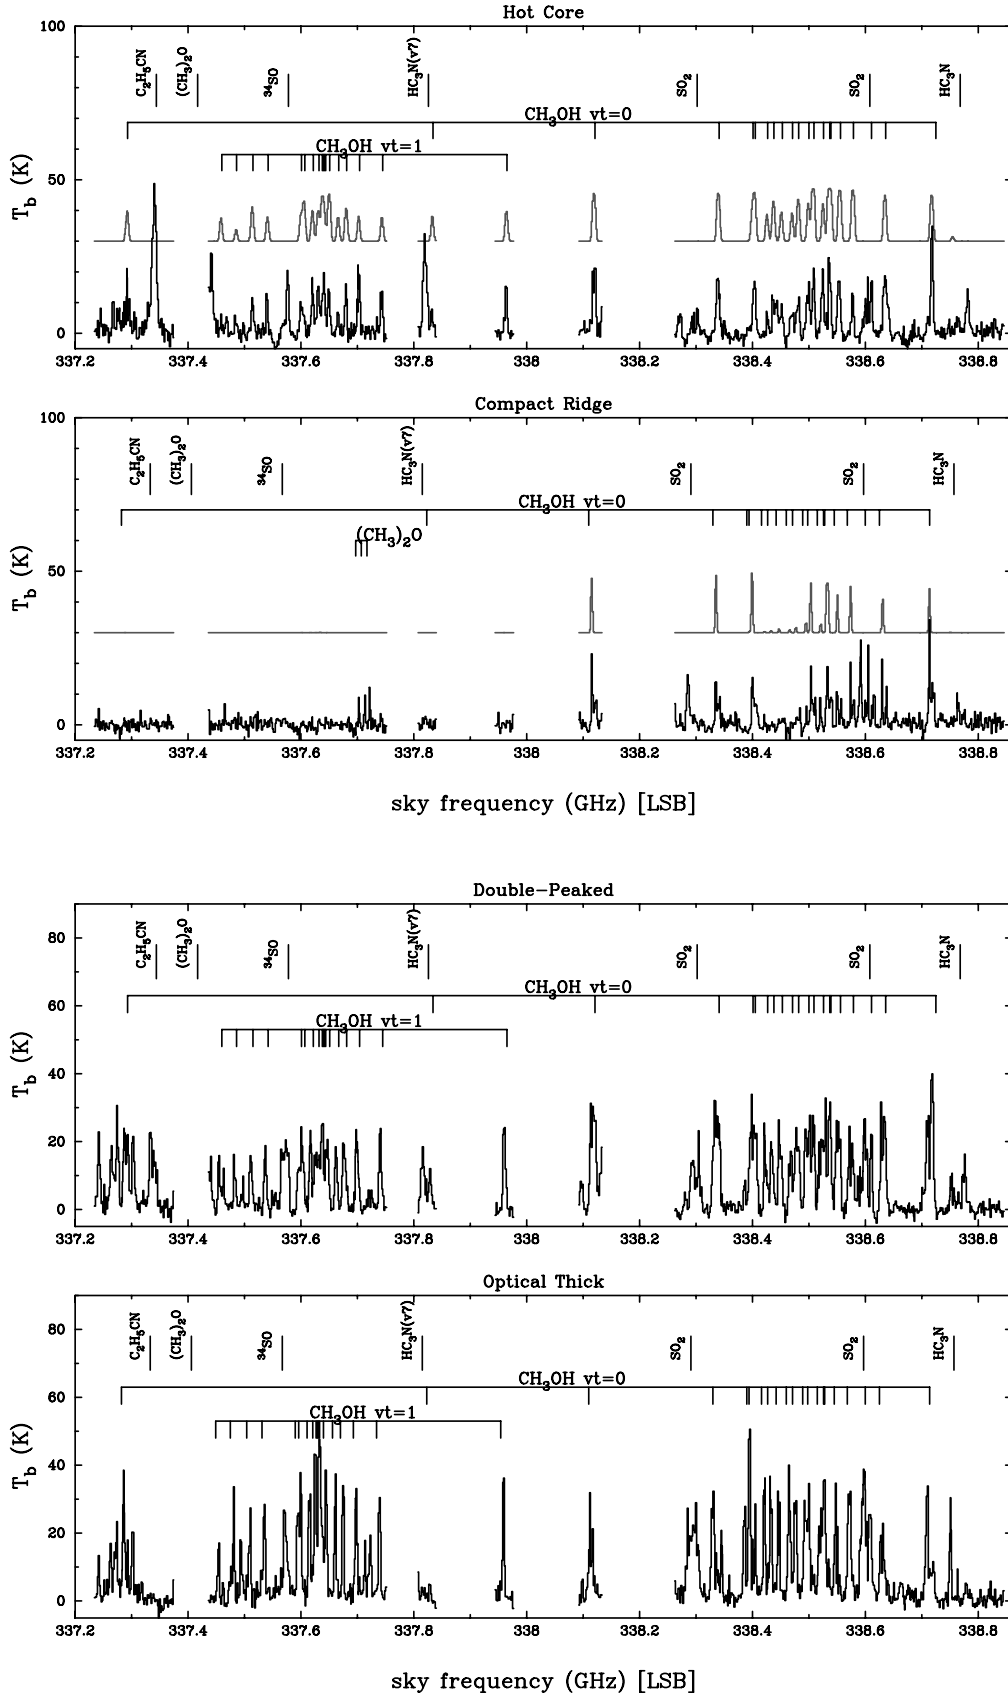 Hot Core
100
C2H5CN
(CH3)2O
34SO
HC3N(v7)
SO2
SO2
HC3N
CH3OH vt=0
CH3OH vt=1
50
Tb (K)
0
337.2 337.4 337.6 337.8 338 338.2 338.4 338.6 338.8
Compact Ridge
100
C2H5CN
(CH3)2O
34SO
HC3N(v7)
SO2
SO2
HC3N
CH3OH vt=0
(CH3)2O
50
Tb (K)
0
337.2 337.4 337.6 337.8 338 338.2 338.4 338.6 338.8
sky frequency (GHz) [LSB]
Double-Peaked
80
C2H5CN
(CH3)2O
34SO
HC3N(v7)
SO2
SO2
HC3N
CH3OH vt=0
60
CH3OH vt=1
40
Tb (K)
20
0
337.2 337.4 337.6 337.8 338 338.2 338.4 338.6 338.8
Optical Thick
80
C2H5CN
(CH3)2O
34SO
HC3N(v7)
SO2
SO2
HC3N
CH3OH vt=0
60
CH3OH vt=1
40
Tb (K)
20
0
337.2 337.4 337.6 337.8 338 338.2 338.4 338.6 338.8
sky frequency (GHz) [LSB]